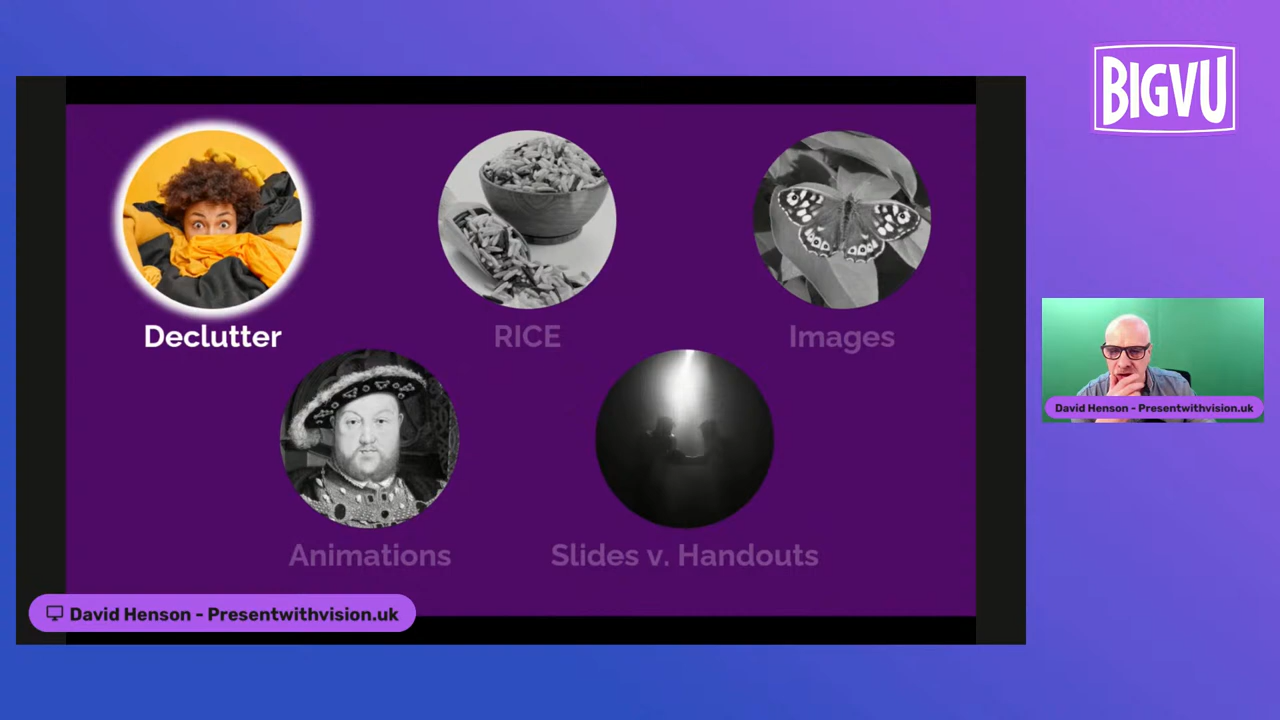 BIGVU
Declutter
RICE
Images
Animations
Slides v. Handouts
David Henson - Presentwithvision.uk
David Henson - Presentwithvision.uk